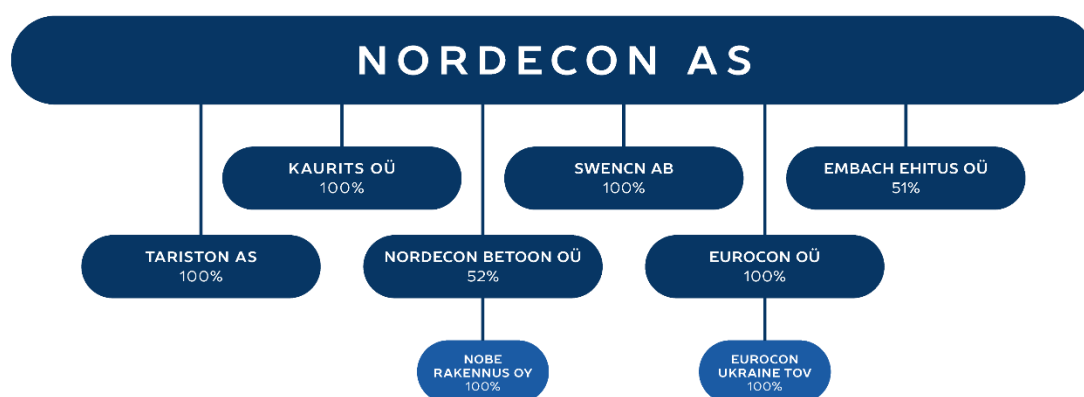 NORDECON AS
KAURITS OÜ
100%
SWENCN AB
100%
EMBACH EHITUS OÜ
51%
TARISTON AS
100%
NORDECON BETOON OÜ
52%
EUROCON OÜ
100%
NOBE
RAKENNUS OY
100%
EUROCON
UKRAINE TOV
100%